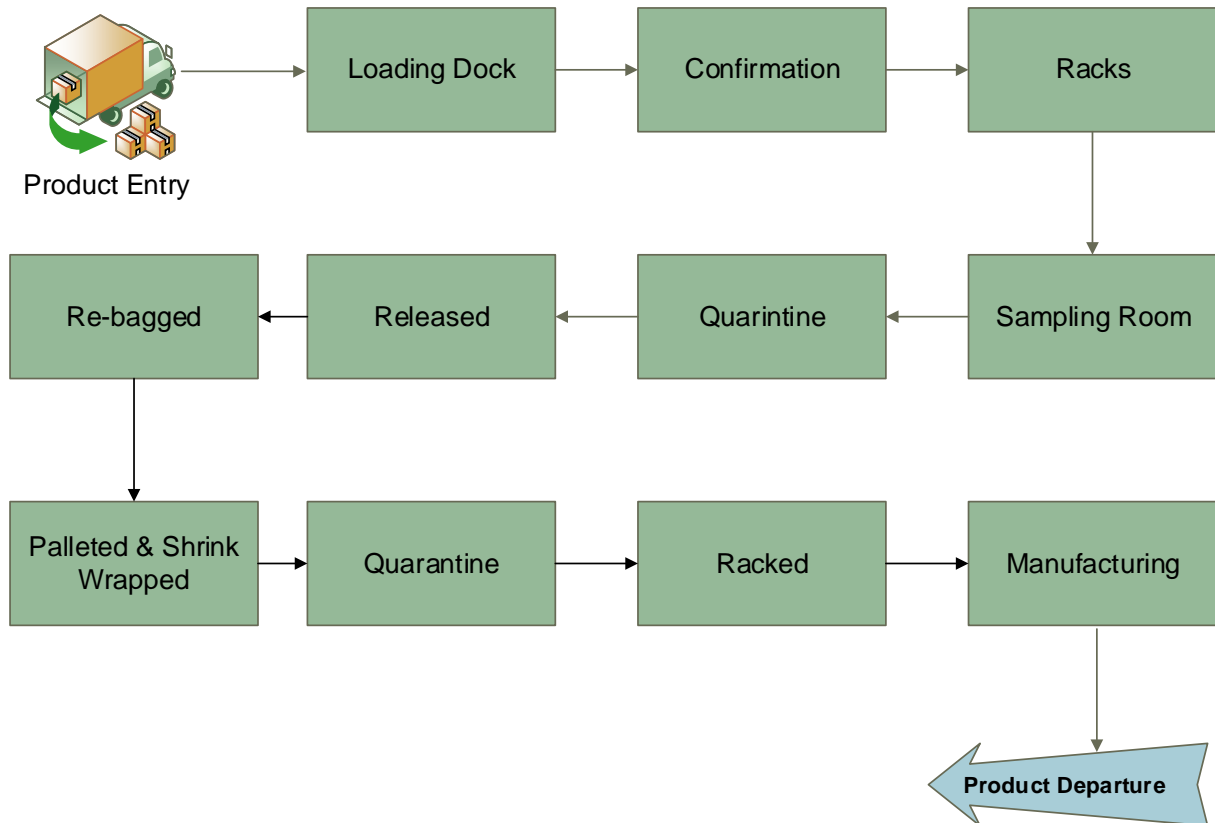 Loading Dock
Confirmation
Racks
Product Entry
Re-bagged
Released
Quarintine
Sampling Room
Palleted & Shrink
Wrapped
Quarantine
Racked
Manufacturing
Product Departure